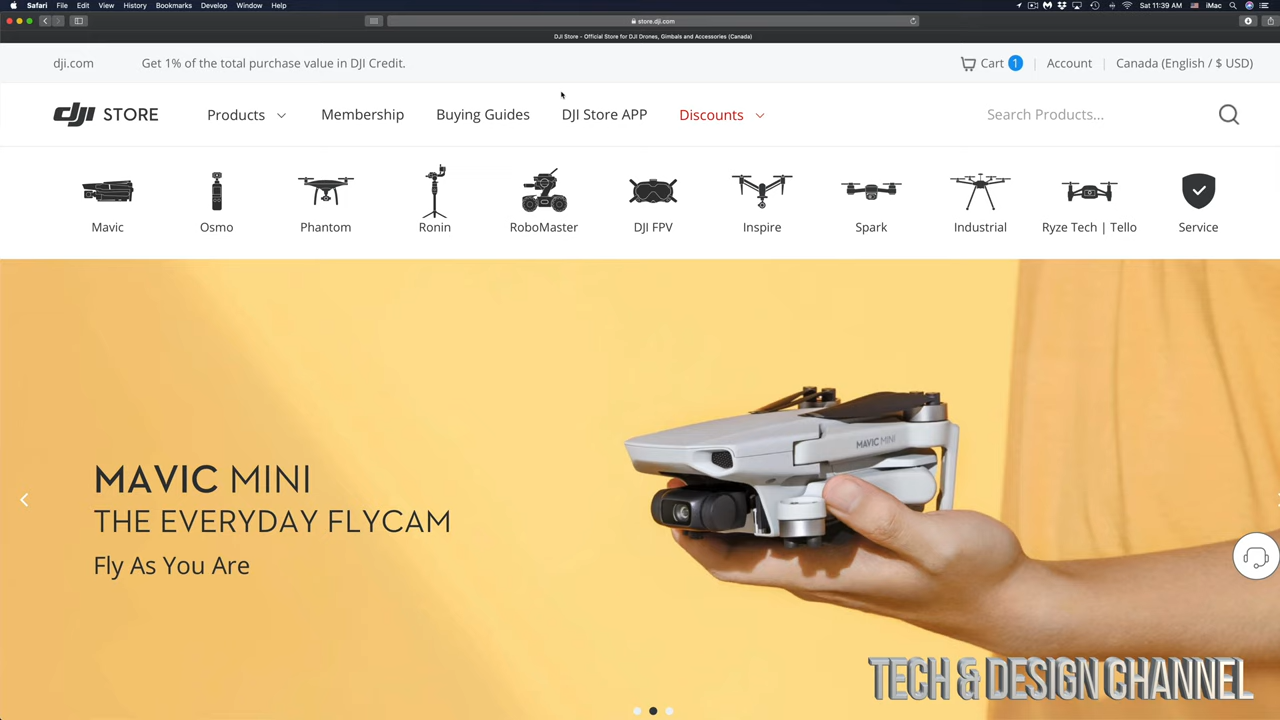 Safari File Edit View History Bookmarks Develop Window Help Sat 11:39 AM iMac
store.dji.com
DJI Store - Official Store for DJI Drones, Gimbals and Accessories (Canada)
dji.com Get 1% of the total purchase value in DJI Credit. Cart 1 Account Canada (English / $ USD)
dji STORE Products Membership Buying Guides DJI Store APP Discounts Search Products...
Mavic Osmo Phantom Ronin RoboMaster DJI FPV Inspire Spark Industrial Ryze Tech | Tello Service
MAVIC MINI
MAVIC MINI
THE EVERYDAY FLYCAM
Fly As You Are
TECH & DESIGN CHANNEL